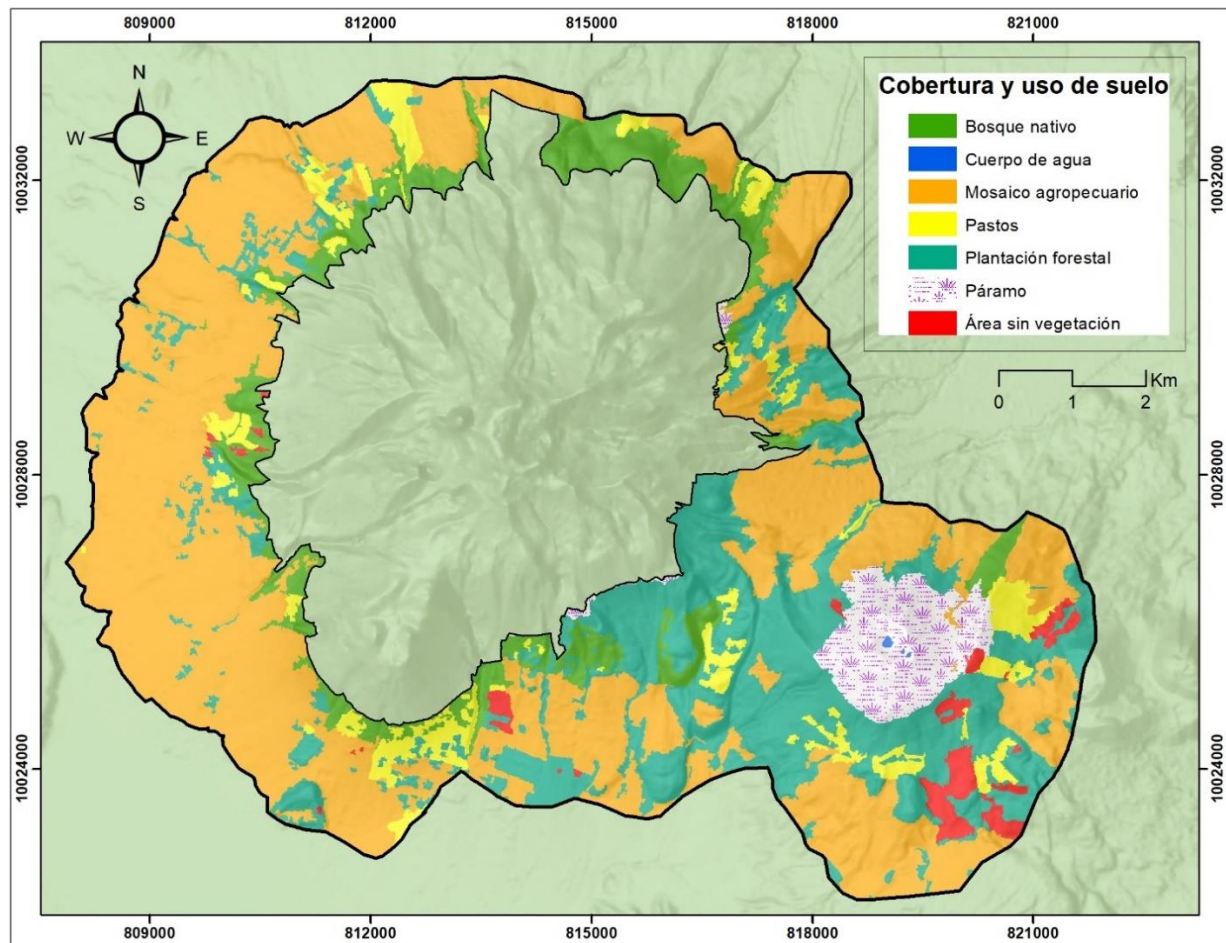 809000 812000 815000 818000 821000
N
W E
S
Cobertura y uso de suelo
Bosque nativo
Cuerpo de agua
Mosaico agropecuario
Pastos
Plantación forestal
Páramo
Área sin vegetación
Km
0 1 2
10032000 10032000
10028000 10028000
10024000 10024000
809000 812000 815000 818000 821000